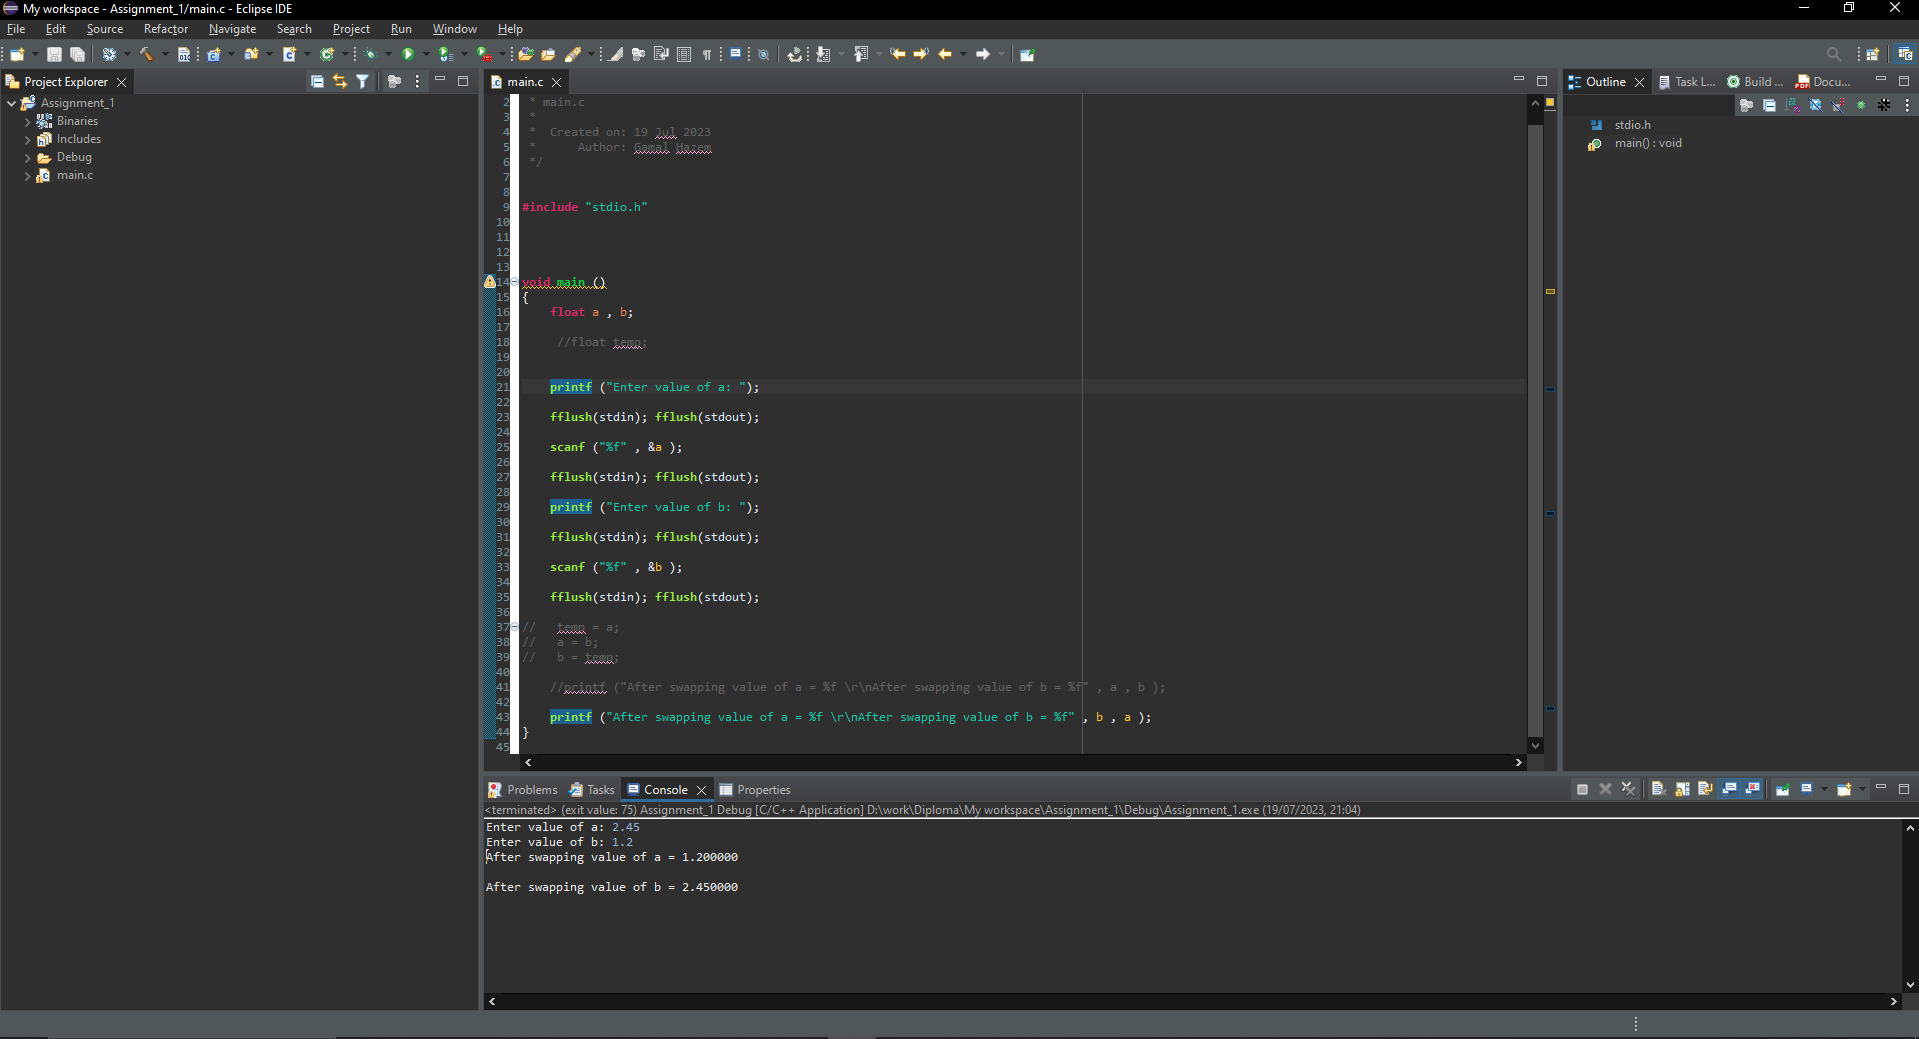 My workspace - Assignment_1/main.c - Eclipse IDE
File Edit Source Refactor Navigate Search Project Run Window Help
Project Explorer
Assignment_1
Binaries
Includes
Debug
main.c
main.c
2 * main.c
3 *
4 * Created on: 19 Jul 2023
5 * Author: Gamal Hazem
6 */
7
8
9 #include "stdio.h"
10
11
12
13
14 void main ()
15 {
16 float a , b;
17
18 //float temp;
19
20
21 printf ("Enter value of a: ");
22
23 fflush(stdin); fflush(stdout);
24
25 scanf ("%f" , &a );
26
27 fflush(stdin); fflush(stdout);
28
29 printf ("Enter value of b: ");
30
31 fflush(stdin); fflush(stdout);
32
33 scanf ("%f" , &b );
34
35 fflush(stdin); fflush(stdout);
36
37 // temp = a;
38 // a = b;
39 // b = temp;
40
41 //printf ("After swapping value of a = %f \r\nAfter swapping value of b = %f" , a , b );
42
43 printf ("After swapping value of a = %f \r\nAfter swapping value of b = %f" , b , a );
44 }
45
Outline Task L... Build ... Docu...
stdio.h
main() : void
Problems Tasks Console Properties
<terminated> (exit value: 75) Assignment_1 Debug [C/C++ Application] D:\work\Diploma\My workspace\Assignment_1\Debug\Assignment_1.exe (19/07/2023, 21:04)
Enter value of a: 2.45
Enter value of b: 1.2
After swapping value of a = 1.200000
After swapping value of b = 2.450000